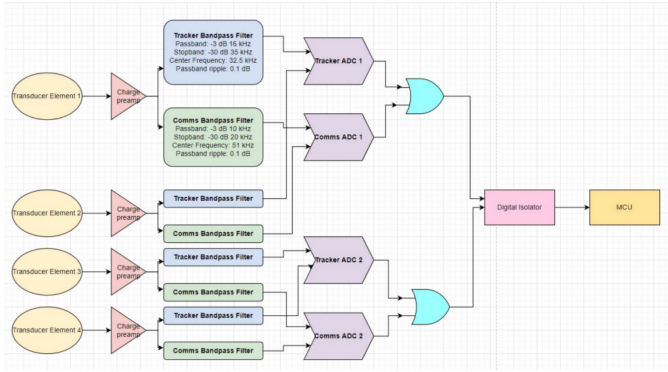 Tracker Bandpass Filter
Passband: -3 dB 16 kHz
Stopband: -30 dB 35 kHz
Center Frequency: 32.5 kHz
Passband ripple: 0.1 dB
Tracker ADC 1
Transducer Element 1
Charge
preamp
Comms Bandpass Filter
Passband: -3 dB 10 kHz
Stopband: -30 dB 20 kHz
Center Frequency: 51 kHz
Passband ripple: 0.1 dB
Comms ADC 1
Transducer Element 2
Charge
preamp
Tracker Bandpass Filter
Comms Bandpass Filter
Digital Isolator
MCU
Transducer Element 3
Charge
preamp
Tracker Bandpass Filter
Comms Bandpass Filter
Tracker ADC 2
Transducer Element 4
Charge
preamp
Tracker Bandpass Filter
Comms Bandpass Filter
Comms ADC 2